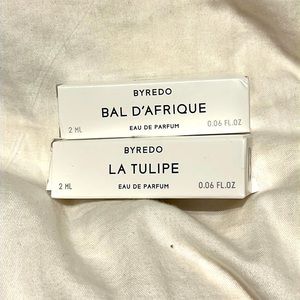 BYREDO
BAL D'AFRIQUE
2 ML EAU DE PARFUM 0.06 FL.OZ
BYREDO
LA TULIPE
2 ML EAU DE PARFUM 0.06 FL.OZ